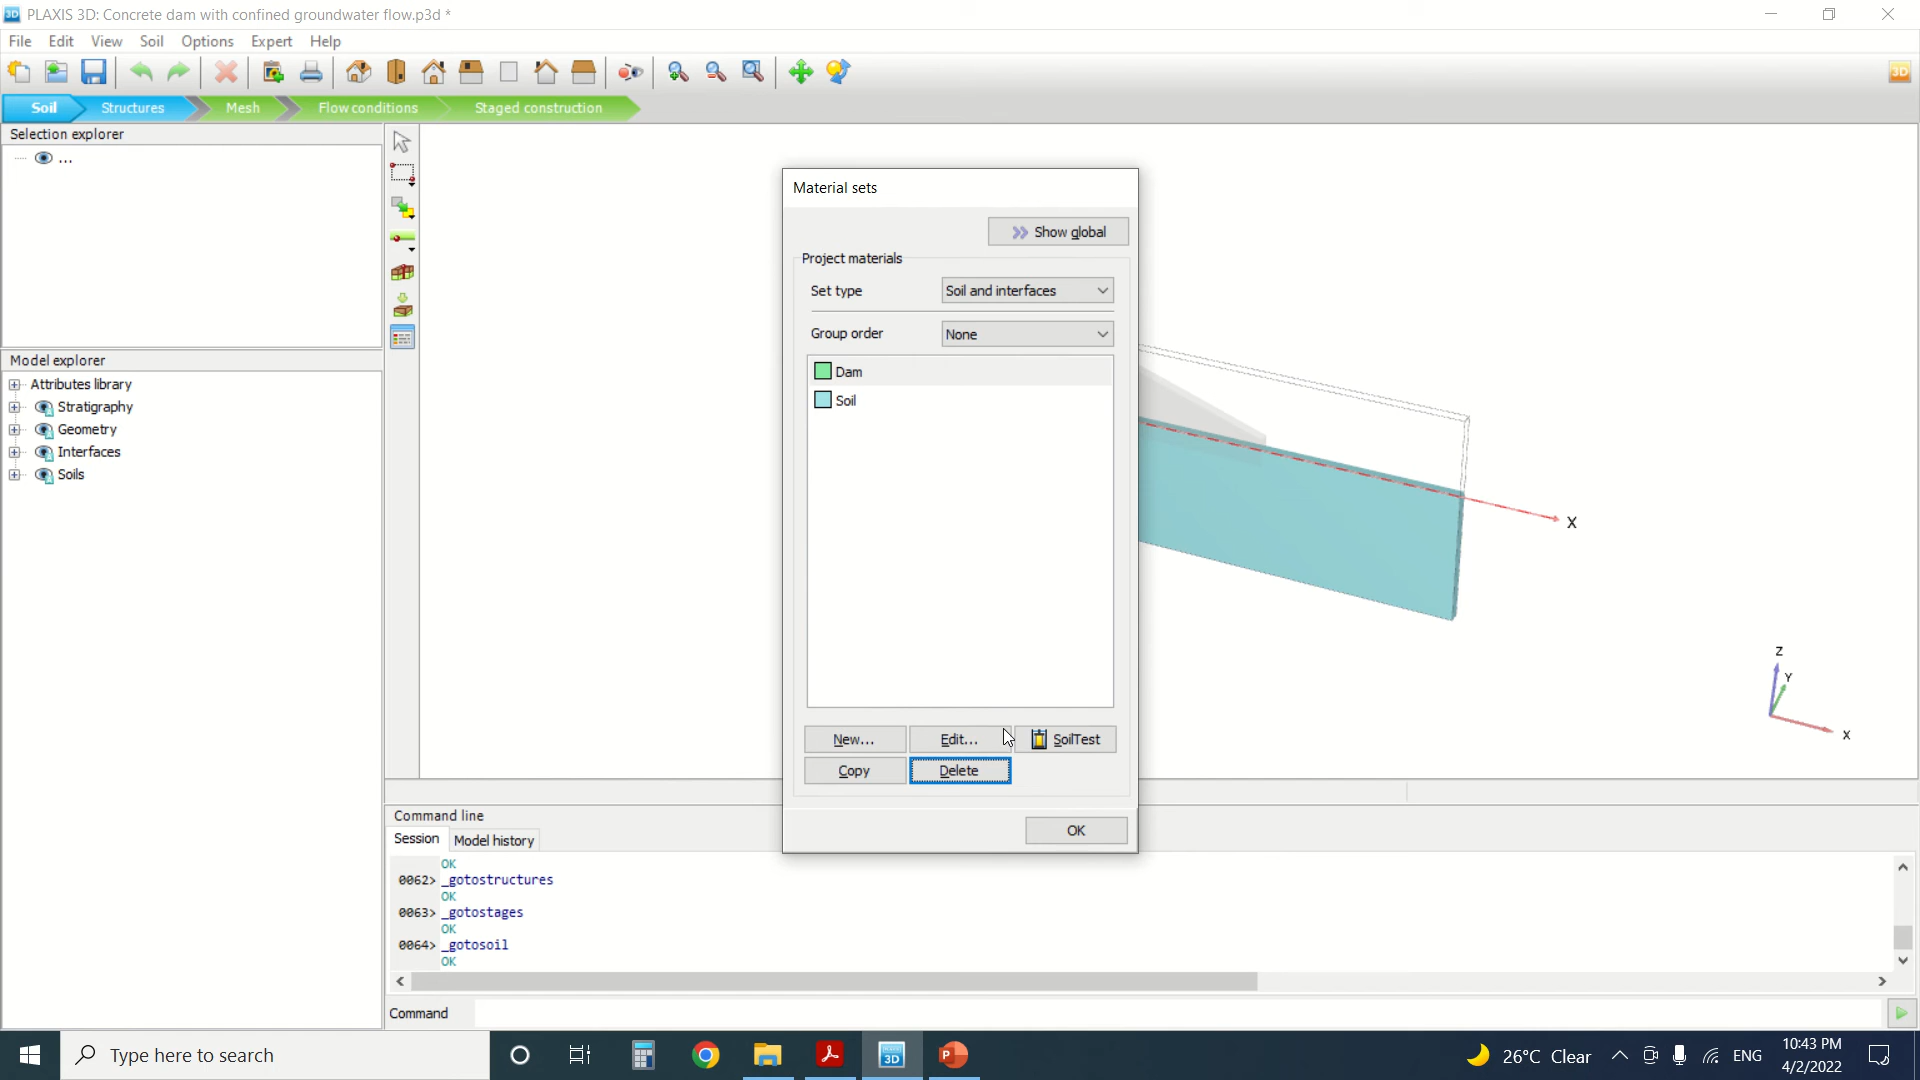 PLAXIS 3D: Concrete dam with confined groundwater flow.p3d *
File Edit View Soil Options Expert Help
Soil Structures Mesh Flow conditions Staged construction
Selection explorer
...
Model explorer
Attributes library
Stratigraphy
Geometry
Interfaces
Soils
Material sets
Show global
Project materials
Set type Soil and interfaces
Group order None
Dam
Soil
New... Edit... SoilTest
Copy Delete
OK
X
Z
Y
X
Command line
Session Model history
OK
0062> _gotostructures
OK
0063> _gotostages
OK
0064> _gotosoil
OK
Command
Type here to search
26°C Clear
ENG
10:43 PM
4/2/2022
3D